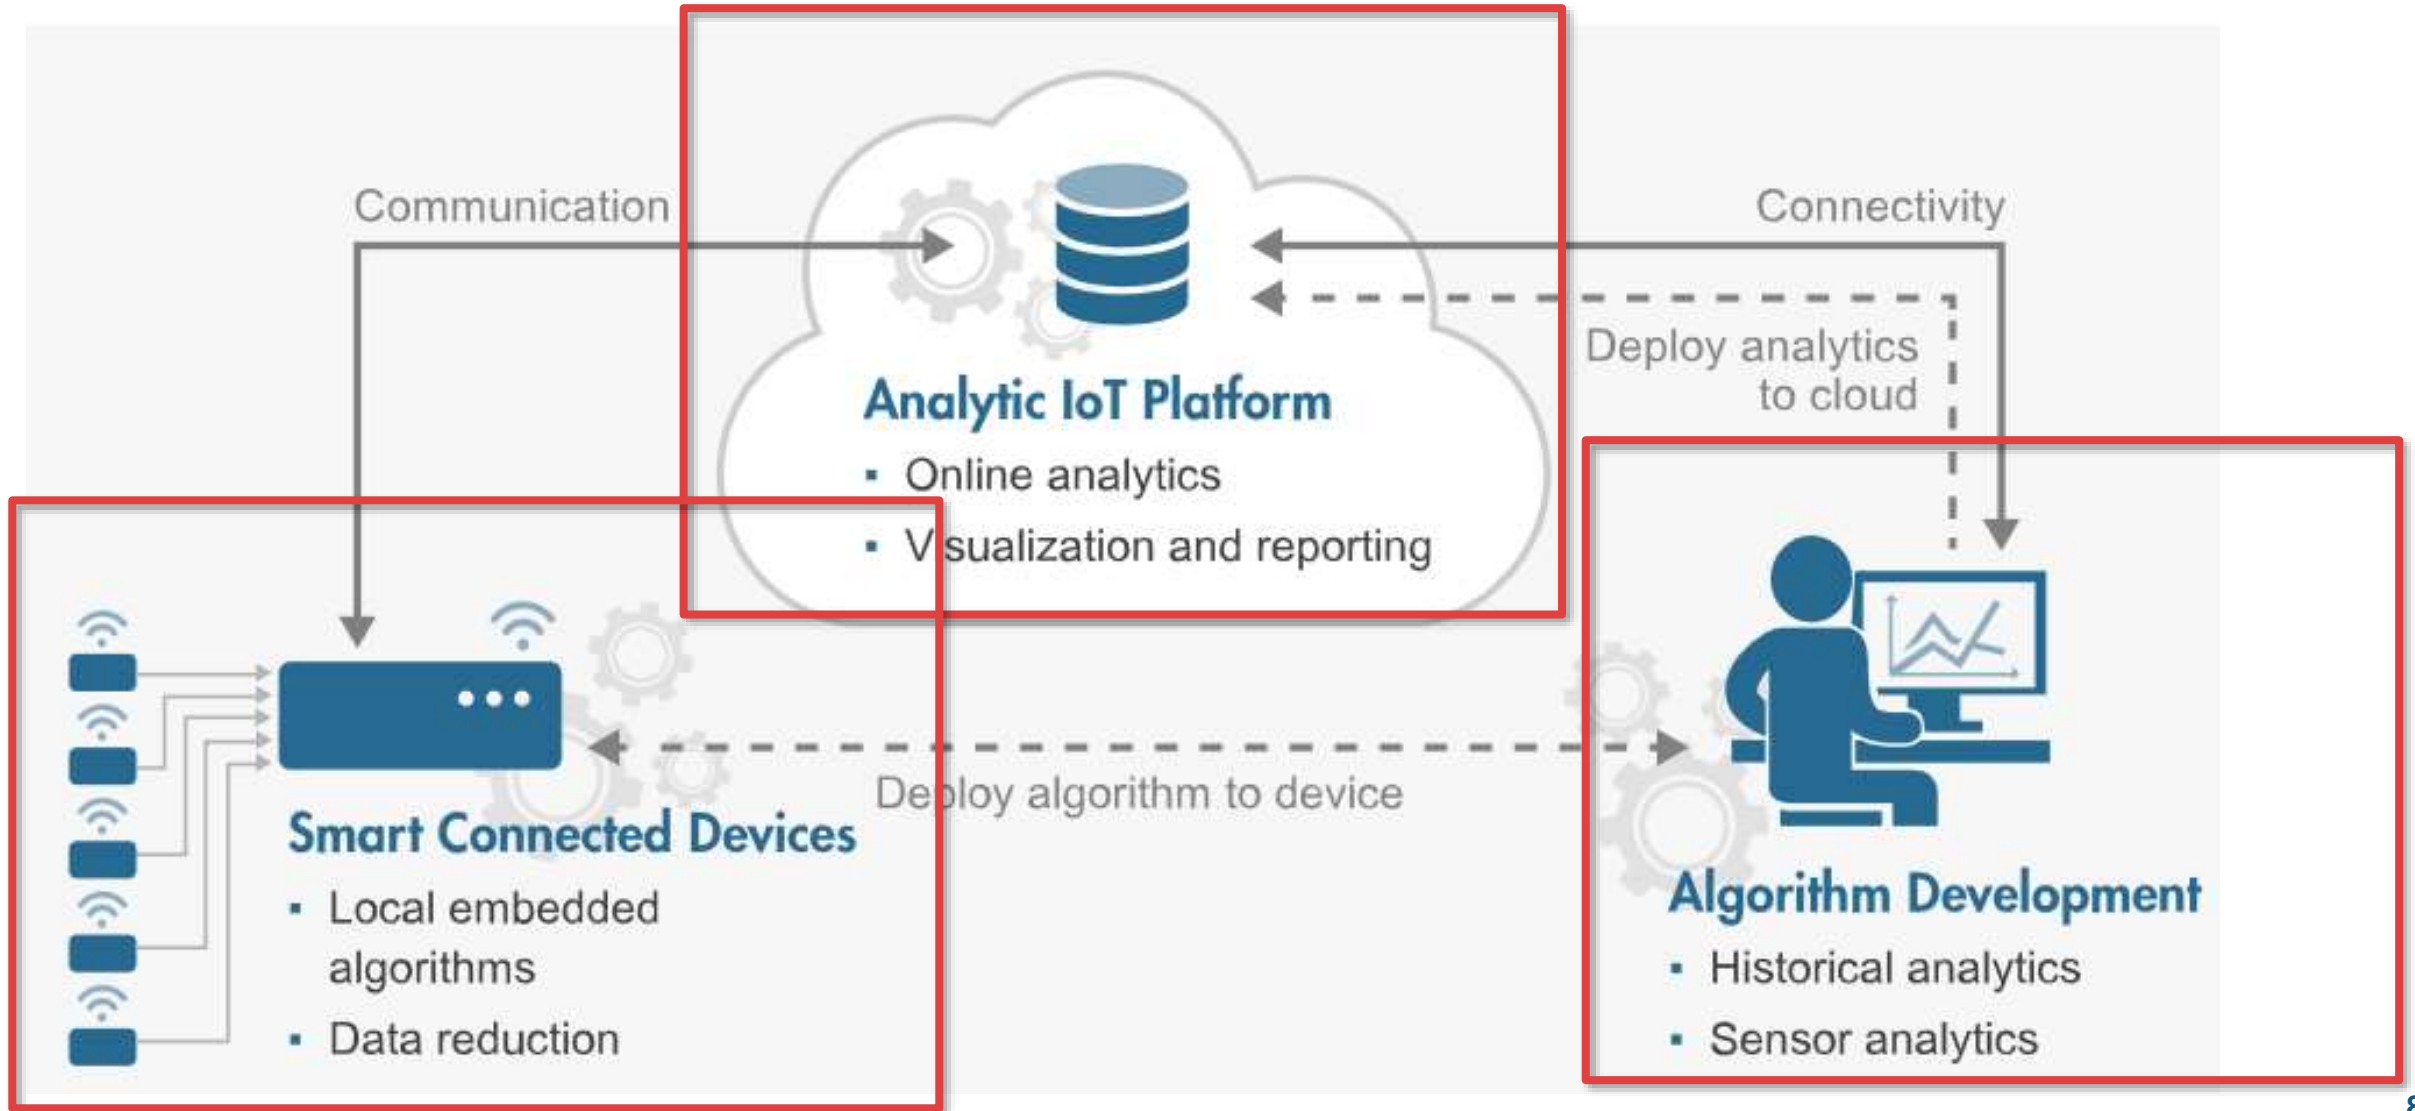 Communication
Connectivity
Deploy analytics
to cloud
Analytic IoT Platform
▪ Online analytics
▪ Visualization and reporting
Deploy algorithm to device
Smart Connected Devices
▪ Local embedded
algorithms
▪ Data reduction
Algorithm Development
▪ Historical analytics
▪ Sensor analytics